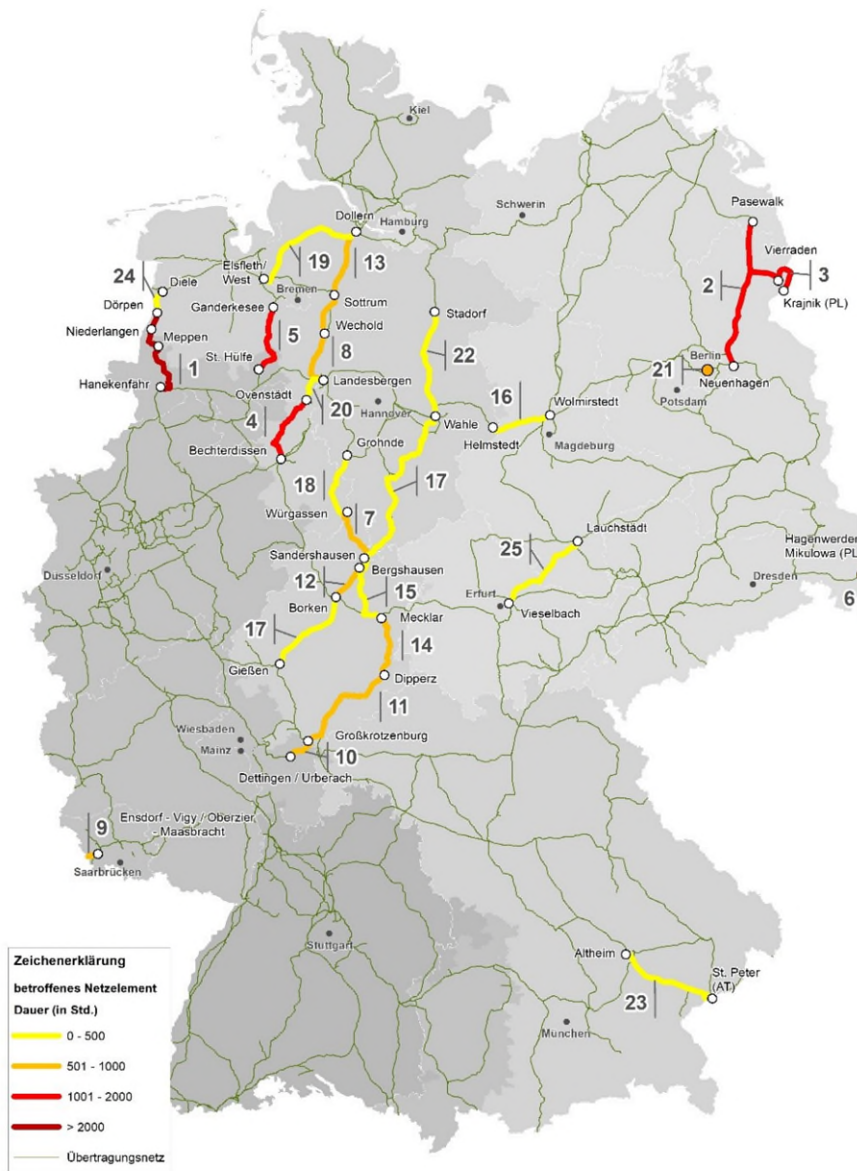 Kiel
Schwerin
Hamburg
Dollern
Pasewalk
Vierraden
3
Krajnik (PL)
2
24
Diele
Elsfleth/
West
19
13
Bremen
Dörpen
Ganderkesee
Sottrum
Stadorf
Niederlangen
Meppen
5
Wechold
St. Hülfe
8
22
1
Hanekenfähr
Landesbergen
Berlin
21
Neuenhagen
Potsdam
16
Wolmirstedt
Ovenstädt
20
Hannover
4
Wahle
Helmstedt
Magdeburg
Bechterdissen
Grohnde
18
17
Würgassen
7
Lauchstädt
25
Hagenwerder
Mikulowa (PL)
Sandershausen
Bergshausen
Düsseldorf
Dresden
12
15
Erfurt
6
Borken
Vieselbach
Mecklar
17
14
Gießen
Dipperz
11
Wiesbaden
Großkrotzenburg
Mainz
10
Dettingen / Urberach
Ensdorf - Vigy / Oberzier
- Maasbracht
9
Saarbrücken
Stuttgart
Altheim
St. Peter
(AT)
23
München
Zeichenerklärung
betroffenes Netzelement
Dauer (in Std.)
0 - 500
501 - 1000
1001 - 2000
> 2000
Übertragungsnetz